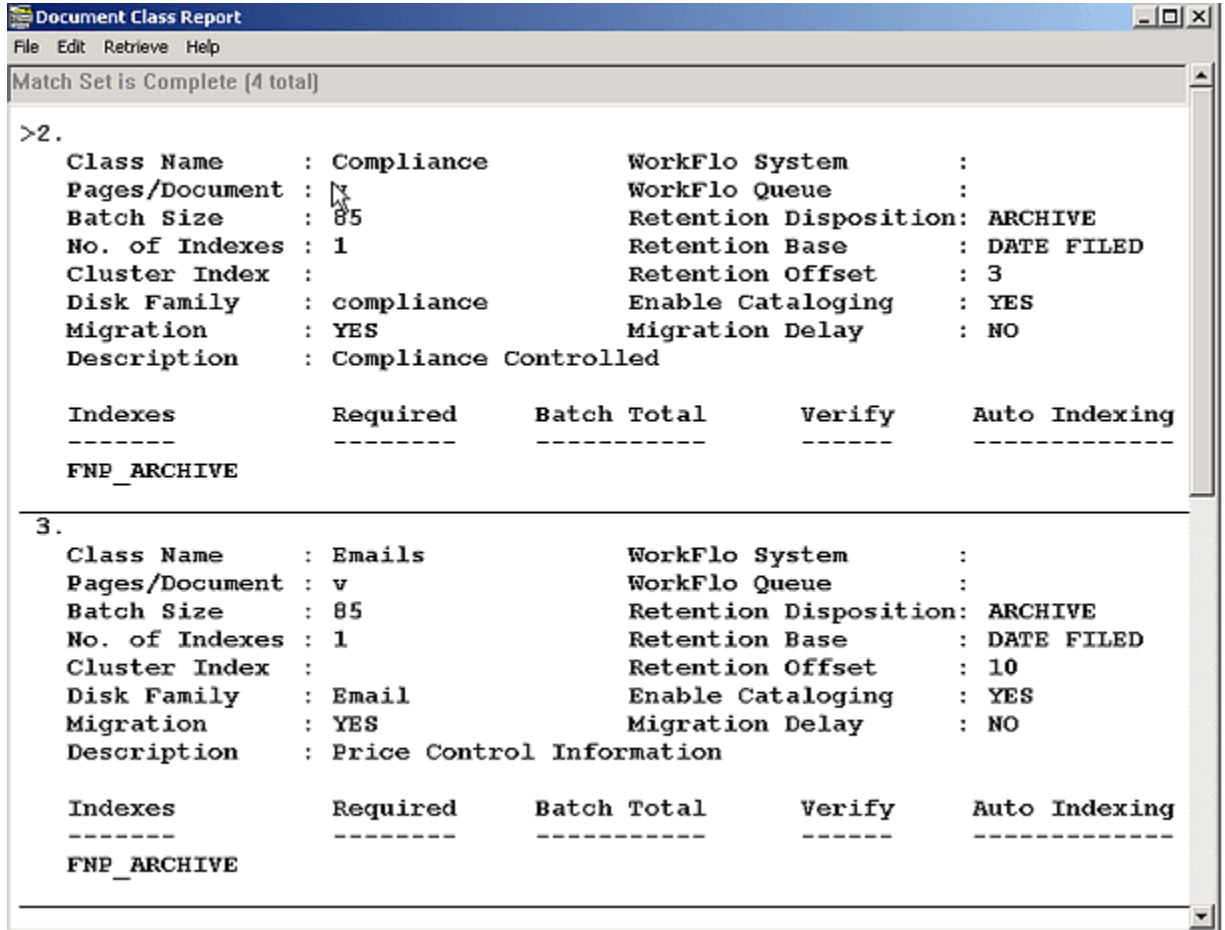 Document Class Report
File Edit Retrieve Help
Match Set is Complete (4 total)
>2.
Class Name : Compliance WorkFlo System :
Pages/Document : WorkFlo Queue :
Batch Size : 85 Retention Disposition: ARCHIVE
No. of Indexes : 1 Retention Base : DATE FILED
Cluster Index : Retention Offset : 3
Disk Family : compliance Enable Cataloging : YES
Migration : YES Migration Delay : NO
Description : Compliance Controlled
Indexes Required Batch Total Verify Auto Indexing
------- -------- ----------- ------ -------------
FNP_ARCHIVE
3.
Class Name : Emails WorkFlo System :
Pages/Document : v WorkFlo Queue :
Batch Size : 85 Retention Disposition: ARCHIVE
No. of Indexes : 1 Retention Base : DATE FILED
Cluster Index : Retention Offset : 10
Disk Family : Email Enable Cataloging : YES
Migration : YES Migration Delay : NO
Description : Price Control Information
Indexes Required Batch Total Verify Auto Indexing
------- -------- ----------- ------ -------------
FNP_ARCHIVE